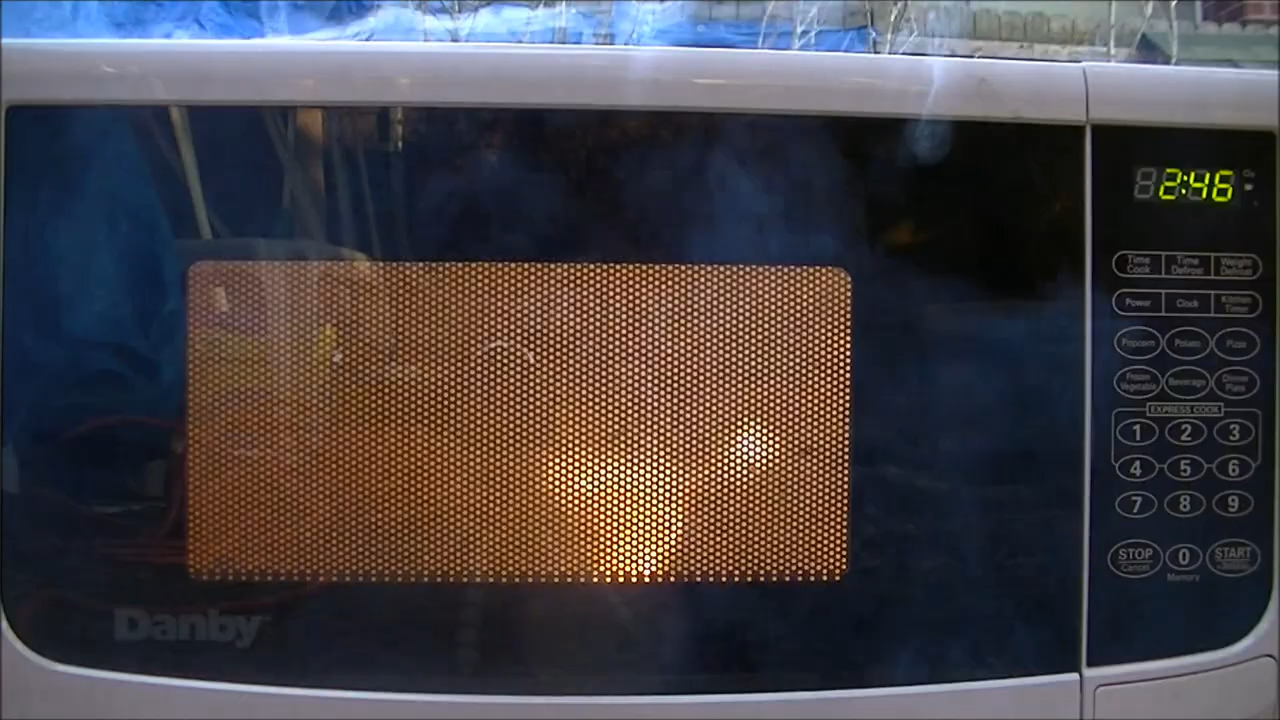 2:46
Time Cook
Time Defrost
Weight Defrost
Power
Clock
Kitchen Timer
Popcorn
Potato
Pizza
Frozen Vegetable
Beverage
Dinner Plate
EXPRESS COOK
1 2 3
4 5 6
7 8 9
STOP
Cancel
0
Memory
START
Danby